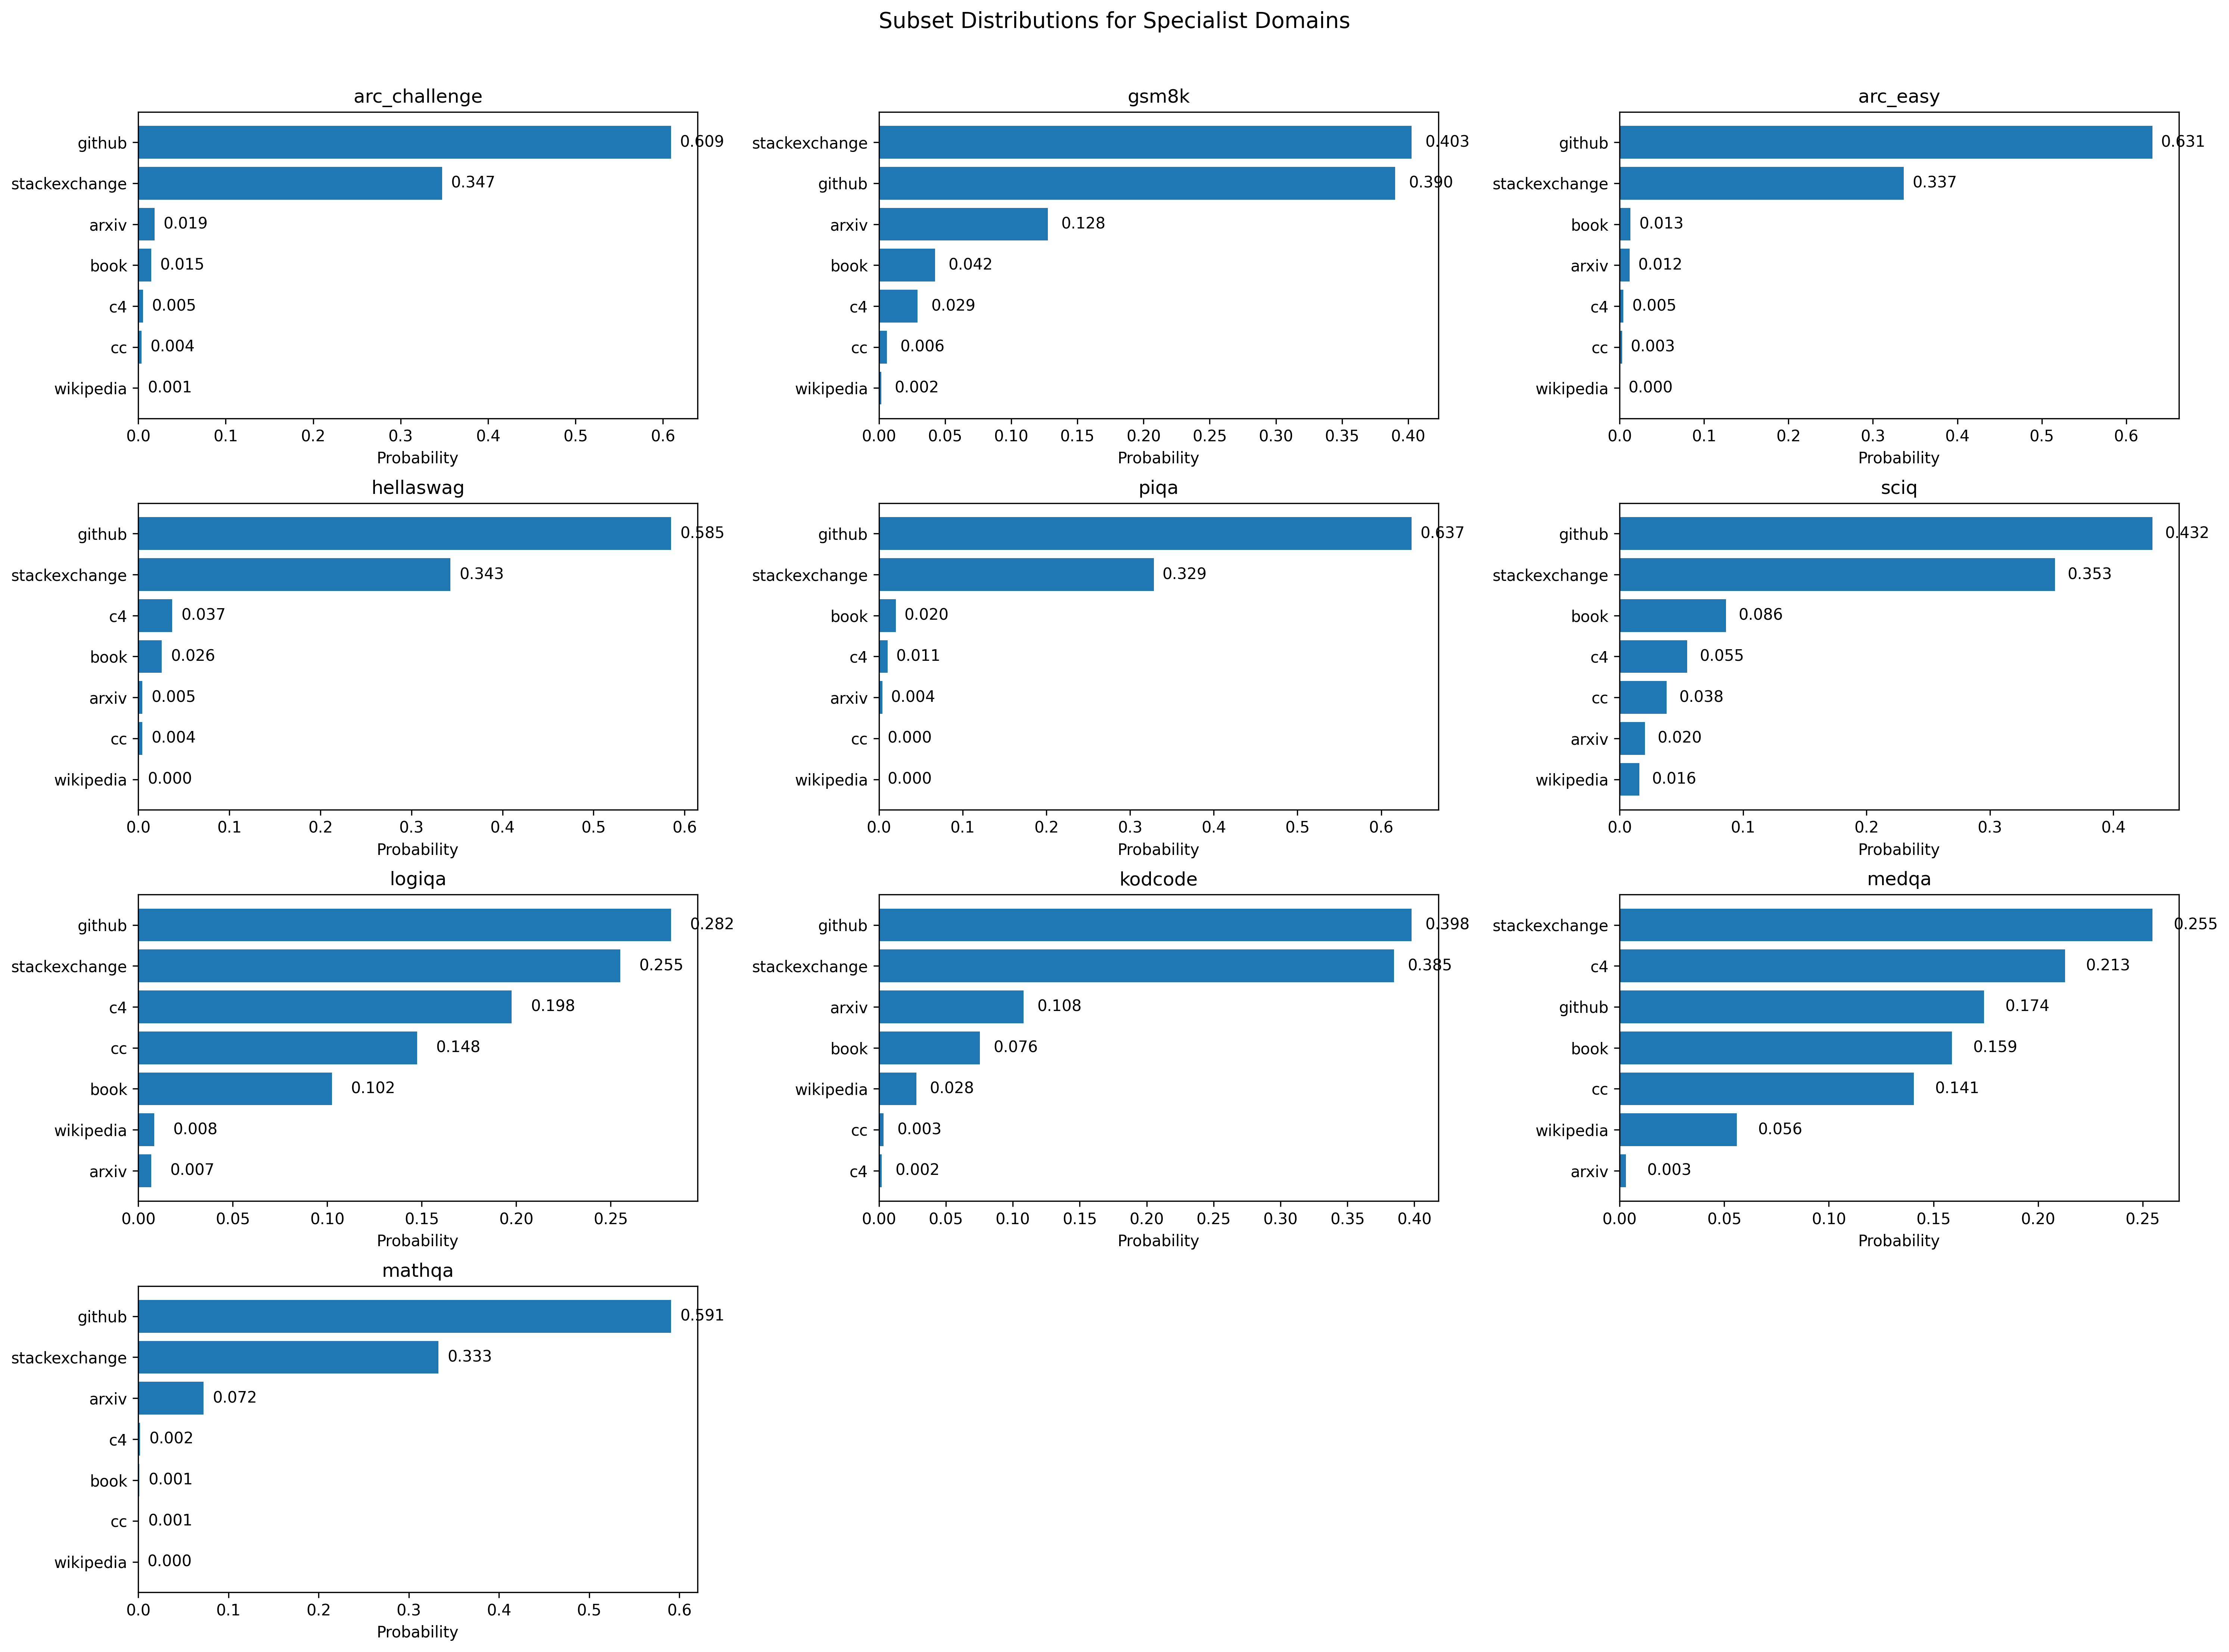 Subset Distributions for Specialist Domains
arc_challenge
github 0.609
stackexchange 0.347
arxiv 0.019
book 0.015
c4 0.005
cc 0.004
wikipedia 0.001
0.0 0.1 0.2 0.3 0.4 0.5 0.6
Probability
gsm8k
stackexchange 0.403
github 0.390
arxiv 0.128
book 0.042
c4 0.029
cc 0.006
wikipedia 0.002
0.00 0.05 0.10 0.15 0.20 0.25 0.30 0.35 0.40
Probability
arc_easy
github 0.631
stackexchange 0.337
book 0.013
arxiv 0.012
c4 0.005
cc 0.003
wikipedia 0.000
0.0 0.1 0.2 0.3 0.4 0.5 0.6
Probability
hellaswag
github 0.585
stackexchange 0.343
c4 0.037
book 0.026
arxiv 0.005
cc 0.004
wikipedia 0.000
0.0 0.1 0.2 0.3 0.4 0.5 0.6
Probability
piqa
github 0.637
stackexchange 0.329
book 0.020
c4 0.011
arxiv 0.004
cc 0.000
wikipedia 0.000
0.0 0.1 0.2 0.3 0.4 0.5 0.6
Probability
sciq
github 0.432
stackexchange 0.353
book 0.086
c4 0.055
cc 0.038
arxiv 0.020
wikipedia 0.016
0.0 0.1 0.2 0.3 0.4
Probability
logiqa
github 0.282
stackexchange 0.255
c4 0.198
cc 0.148
book 0.102
wikipedia 0.008
arxiv 0.007
0.00 0.05 0.10 0.15 0.20 0.25
Probability
kodcode
github 0.398
stackexchange 0.385
arxiv 0.108
book 0.076
wikipedia 0.028
cc 0.003
c4 0.002
0.00 0.05 0.10 0.15 0.20 0.25 0.30 0.35 0.40
Probability
medqa
stackexchange 0.255
c4 0.213
github 0.174
book 0.159
cc 0.141
wikipedia 0.056
arxiv 0.003
0.00 0.05 0.10 0.15 0.20 0.25
Probability
mathqa
github 0.591
stackexchange 0.333
arxiv 0.072
c4 0.002
book 0.001
cc 0.001
wikipedia 0.000
0.0 0.1 0.2 0.3 0.4 0.5 0.6
Probability